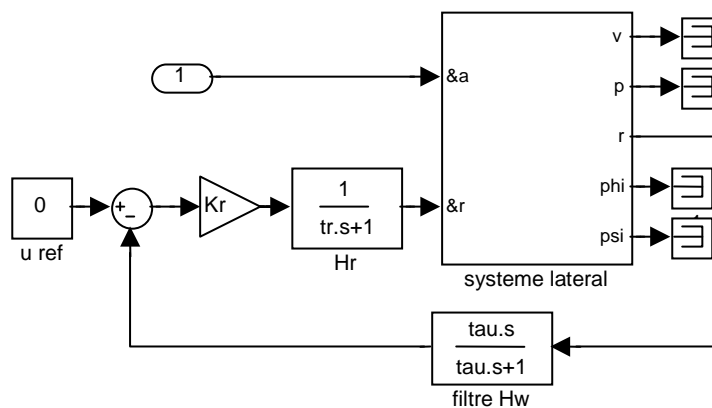 v
1
&a
p
r
0
+
−
Kr
1
tr.s+1
&r
phi
psi
u ref
Hr
systeme lateral
tau.s
tau.s+1
filtre Hw